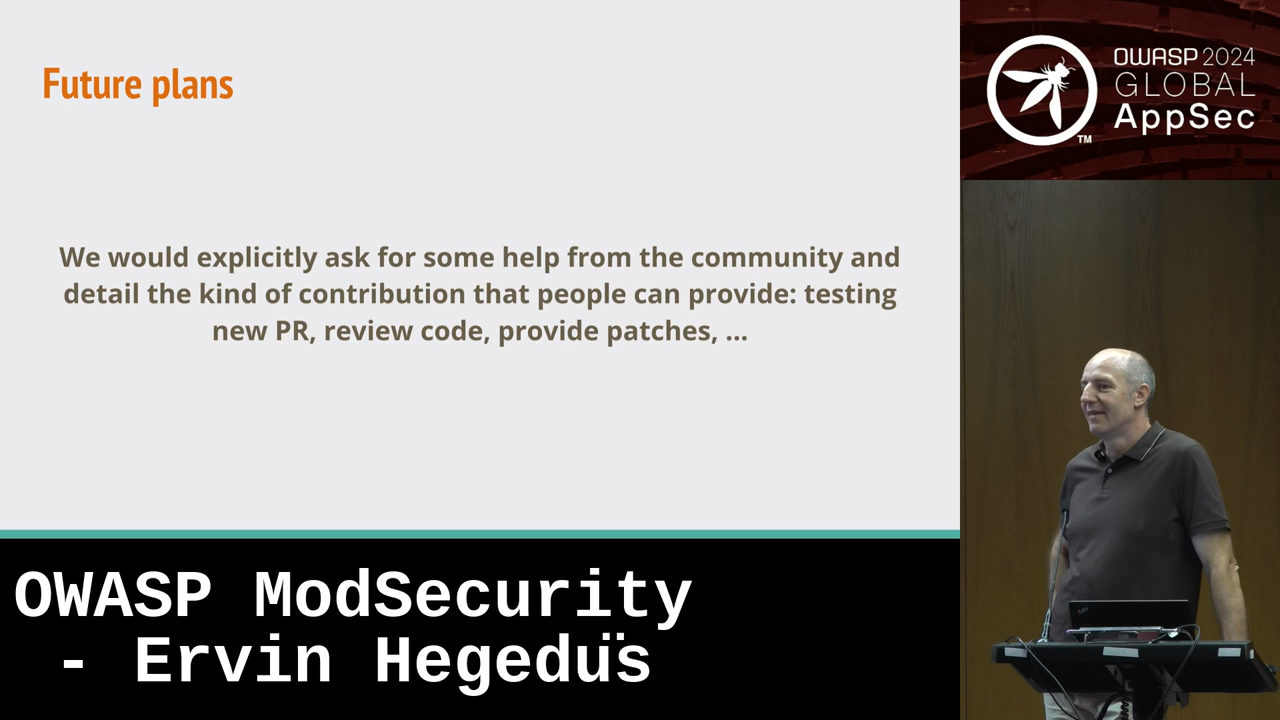 Future plans
We would explicitly ask for some help from the community and
detail the kind of contribution that people can provide: testing
new PR, review code, provide patches, ...
OWASP 2024
GLOBAL
AppSec
TM
OWASP ModSecurity
- Ervin Hegedüs